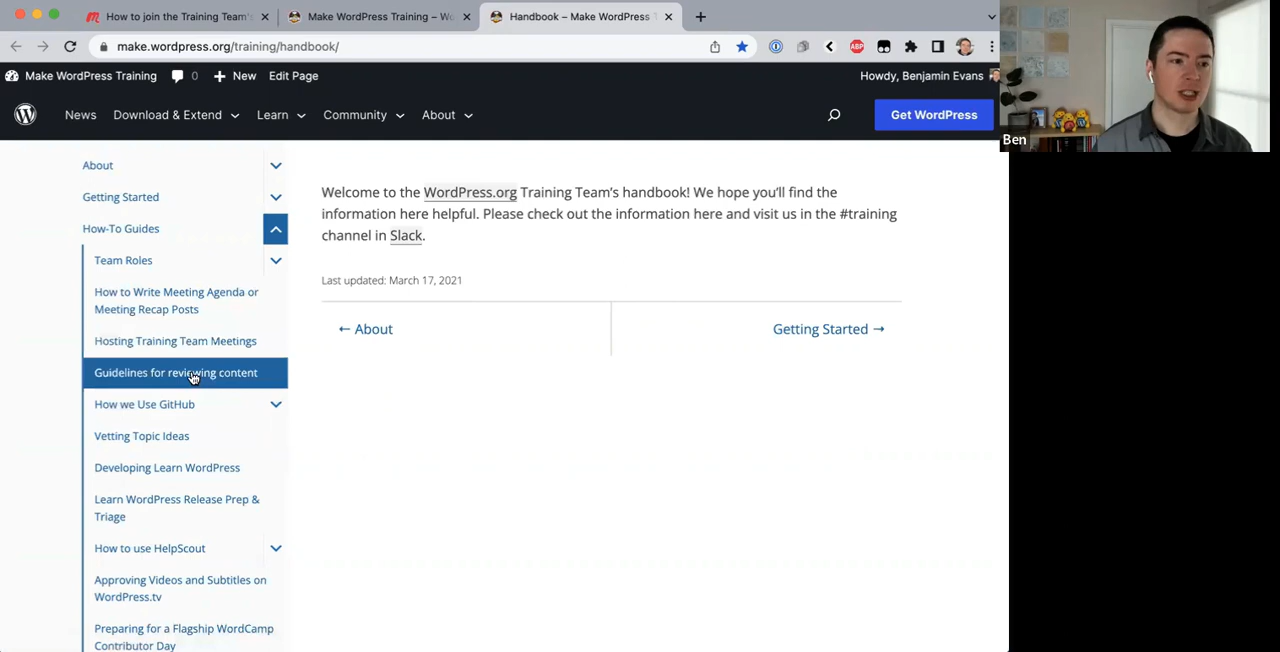 How to join the Training Team's
Make WordPress Training – Wo
Handbook – Make WordPress T
make.wordpress.org/training/handbook/
ABP
Make WordPress Training 0 New Edit Page
Howdy, Benjamin Evans
News Download & Extend Learn Community About
Get WordPress
Ben
About
Getting Started
How-To Guides
Team Roles
How to Write Meeting Agenda or
Meeting Recap Posts
Hosting Training Team Meetings
Guidelines for reviewing content
How we Use GitHub
Vetting Topic Ideas
Developing Learn WordPress
Learn WordPress Release Prep &
Triage
How to use HelpScout
Approving Videos and Subtitles on
WordPress.tv
Preparing for a Flagship WordCamp
Contributor Day
Welcome to the WordPress.org Training Team's handbook! We hope you'll find the
information here helpful. Please check out the information here and visit us in the #training
channel in Slack.
Last updated: March 17, 2021
← About
Getting Started →